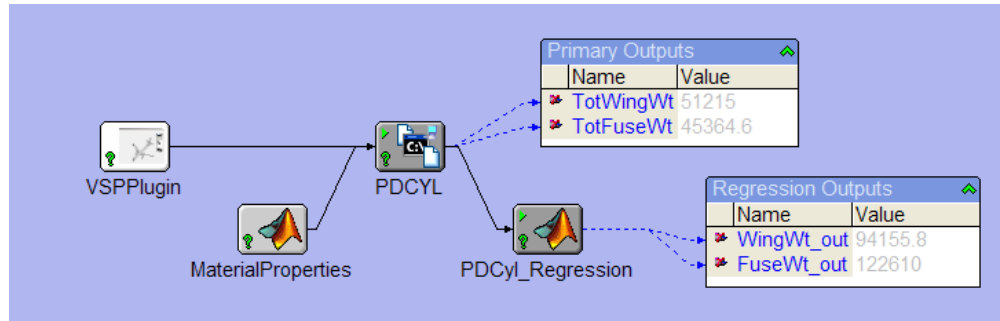 Primary Outputs
Name Value
TotWingWt 51215
TotFuseWt 45364.6
C:\
VSPPlugin
PDCYL
Regression Outputs
Name Value
WingWt_out 94155.8
FuseWt_out 122610
MaterialProperties
PDCyl_Regression